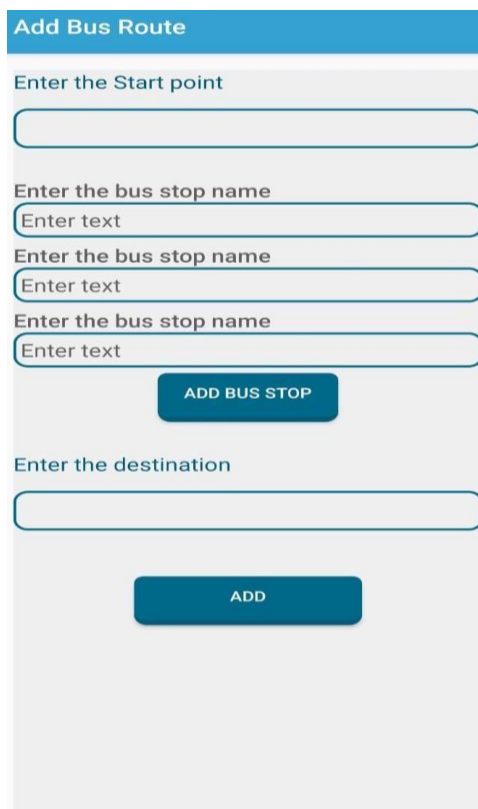 Add Bus Route
Enter the Start point
Enter the bus stop name
Enter text
Enter the bus stop name
Enter text
Enter the bus stop name
Enter text
ADD BUS STOP
Enter the destination
ADD